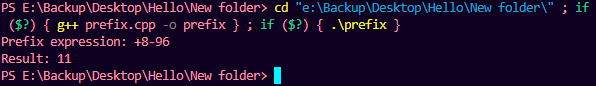 PS E:\Backup\Desktop\Hello\New folder> cd "e:\Backup\Desktop\Hello\New folder\" ; if
($?) { g++ prefix.cpp -o prefix } ; if ($?) { .\prefix }
Prefix expression: +8-96
Result: 11
PS E:\Backup\Desktop\Hello\New folder>